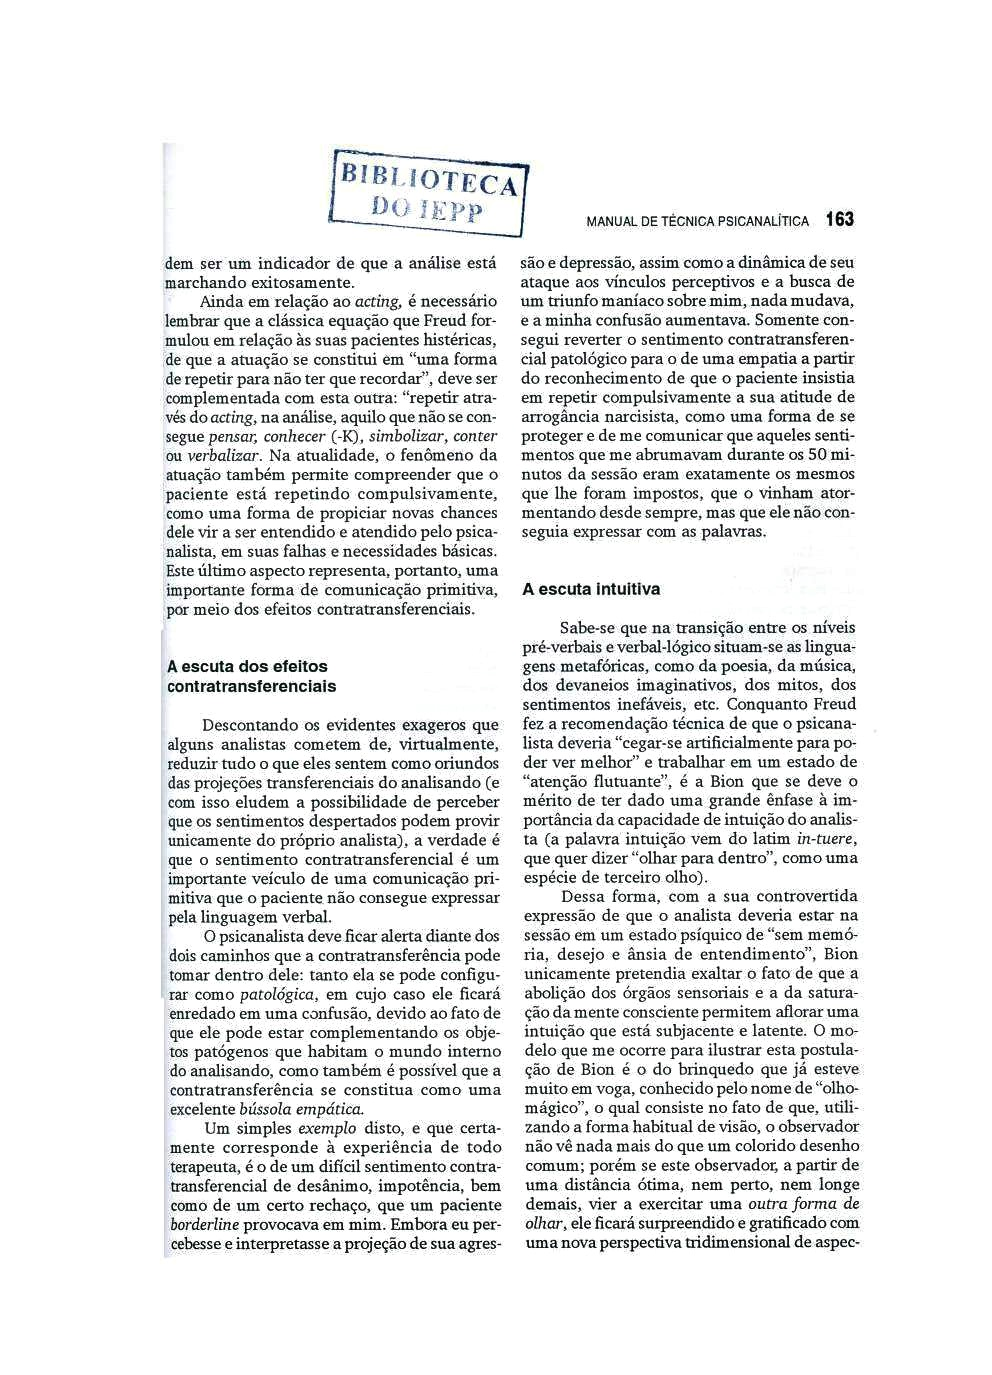 BIBLIOTECA
DO IEPP
MANUAL DE TÉCNICA PSICANALÍTICA 163
dem ser um indicador de que a análise está
marchando exitosamente.
Ainda em relação ao acting, é necessário
lembrar que a clássica equação que Freud for-
mulou em relação às suas pacientes histéricas,
de que a atuação se constitui em “uma forma
de repetir para não ter que recordar”, deve ser
complementada com esta outra: “repetir atra-
vés do acting, na análise, aquilo que não se con-
segue pensar, conhecer (-K), simbolizar, conter
ou verbalizar. Na atualidade, o fenômeno da
atuação também permite compreender que o
paciente está repetindo compulsivamente,
como uma forma de propiciar novas chances
dele vir a ser entendido e atendido pelo psica-
nalista, em suas falhas e necessidades básicas.
Este último aspecto representa, portanto, uma
importante forma de comunicação primitiva,
por meio dos efeitos contratransferenciais.
A escuta dos efeitos
contratransferenciais
Descontando os evidentes exageros que
alguns analistas cometem de, virtualmente,
reduzir tudo o que eles sentem como oriundos
das projeções transferenciais do analisando (e
com isso eludem a possibilidade de perceber
que os sentimentos despertados podem provir
unicamente do próprio analista), a verdade é
que o sentimento contratransferencial é um
importante veículo de uma comunicação pri-
mitiva que o paciente não consegue expressar
pela linguagem verbal.
O psicanalista deve ficar alerta diante dos
dois caminhos que a contratransferência pode
tomar dentro dele: tanto ela se pode configu-
rar como patológica, em cujo caso ele ficará
enredado em uma confusão, devido ao fato de
que ele pode estar complementando os obje-
tos patógenos que habitam o mundo interno
do analisando, como também é possível que a
contratransferência se constitua como uma
excelente bússola empática.
Um simples exemplo disto, e que certa-
mente corresponde à experiência de todo
terapeuta, é o de um difícil sentimento contra-
transferencial de desânimo, impotência, bem
como de um certo rechaço, que um paciente
borderline provocava em mim. Embora eu per-
cebesse e interpretasse a projeção de sua agres-
são e depressão, assim como a dinâmica de seu
ataque aos vínculos perceptivos e a busca de
um triunfo maníaco sobre mim, nada mudava,
e a minha confusão aumentava. Somente con-
segui reverter o sentimento contratransferen-
cial patológico para o de uma empatia a partir
do reconhecimento de que o paciente insistia
em repetir compulsivamente a sua atitude de
arrogância narcisista, como uma forma de se
proteger e de me comunicar que aqueles senti-
mentos que me abrumavam durante os 50 mi-
nutos da sessão eram exatamente os mesmos
que lhe foram impostos, que o vinham ator-
mentando desde sempre, mas que ele não con-
seguia expressar com as palavras.
A escuta intuitiva
Sabe-se que na transição entre os níveis
pré-verbais e verbal-lógico situam-se as lingua-
gens metafóricas, como da poesia, da música,
dos devaneios imaginativos, dos mitos, dos
sentimentos inefáveis, etc. Conquanto Freud
fez a recomendação técnica de que o psicana-
lista deveria “cegar-se artificialmente para po-
der ver melhor” e trabalhar em um estado de
“atenção flutuante”, é a Bion que se deve o
mérito de ter dado uma grande ênfase à im-
portância da capacidade de intuição do analis-
ta (a palavra intuição vem do latim in-tuere,
que quer dizer “olhar para dentro”, como uma
espécie de terceiro olho).
Dessa forma, com a sua controvertida
expressão de que o analista deveria estar na
sessão em um estado psíquico de “sem memó-
ria, desejo e ânsia de entendimento”, Bion
unicamente pretendia exaltar o fato de que a
abolição dos órgãos sensoriais e a da satura-
ção da mente consciente permitem aflorar uma
intuição que está subjacente e latente. O mo-
delo que me ocorre para ilustrar esta postula-
ção de Bion é o do brinquedo que já esteve
muito em voga, conhecido pelo nome de “olho-
mágico”, o qual consiste no fato de que, utili-
zando a forma habitual de visão, o observador
não vê nada mais do que um colorido desenho
comum; porém se este observador, a partir de
uma distância ótima, nem perto, nem longe
demais, vier a exercitar uma outra forma de
olhar, ele ficará surpreendido e gratificado com
uma nova perspectiva tridimensional de aspec-